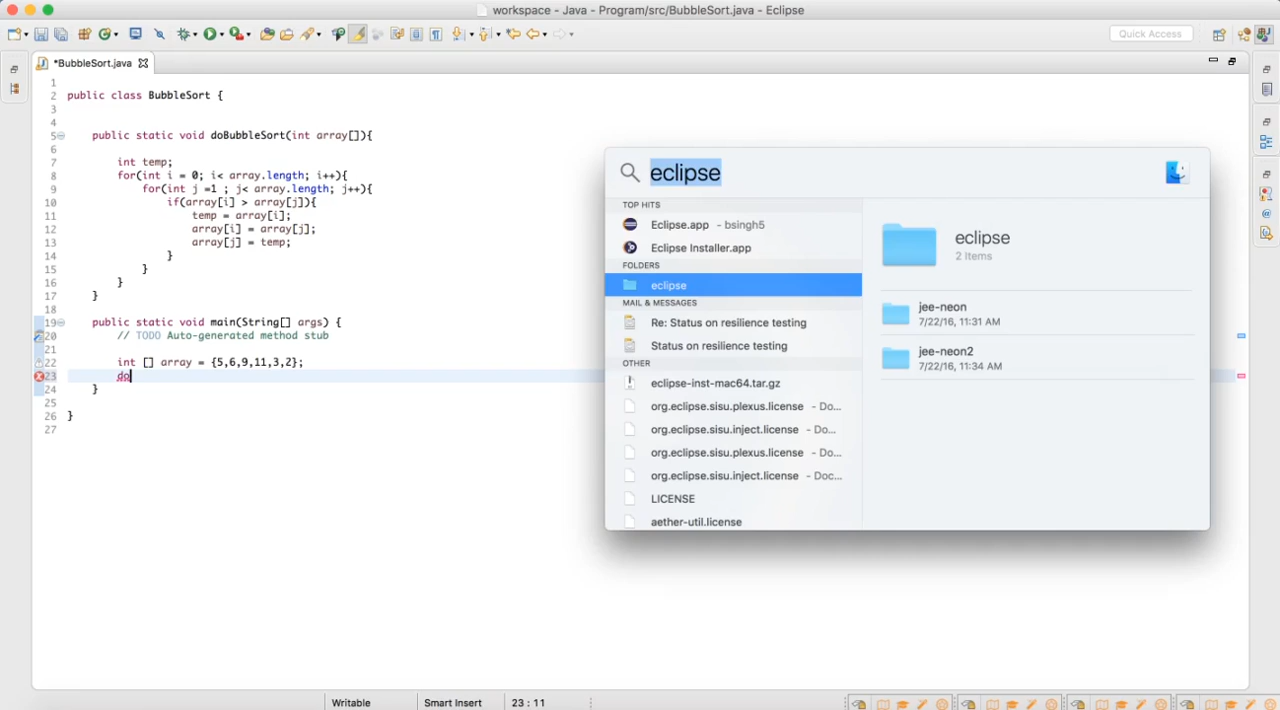 workspace - Java - Program/src/BubbleSort.java - Eclipse
Quick Access
*BubbleSort.java
1
2 public class BubbleSort {
3
4
5 public static void doBubbleSort(int array[]){
6
7 int temp;
8 for(int i = 0; i< array.length; i++){
9 for(int j =1 ; j< array.length; j++){
10 if(array[i] > array[j]){
11 temp = array[i];
12 array[i] = array[j];
13 array[j] = temp;
14 }
15 }
16 }
17 }
18
19 public static void main(String[] args) {
20 // TODO Auto-generated method stub
21
22 int [] array = {5,6,9,11,3,2};
23 do
24 }
25
26 }
27
eclipse
TOP HITS
Eclipse.app - bsingh5
Eclipse Installer.app
FOLDERS
eclipse
MAIL & MESSAGES
Re: Status on resilience testing
Status on resilience testing
OTHER
eclipse-inst-mac64.tar.gz
org.eclipse.sisu.plexus.license - Do...
org.eclipse.sisu.inject.license - Do...
org.eclipse.sisu.plexus.license - Do...
org.eclipse.sisu.inject.license - Doc...
LICENSE
aether-util.license
eclipse
2 Items
jee-neon
7/22/16, 11:31 AM
jee-neon2
7/22/16, 11:34 AM
Writable
Smart Insert
23 : 11